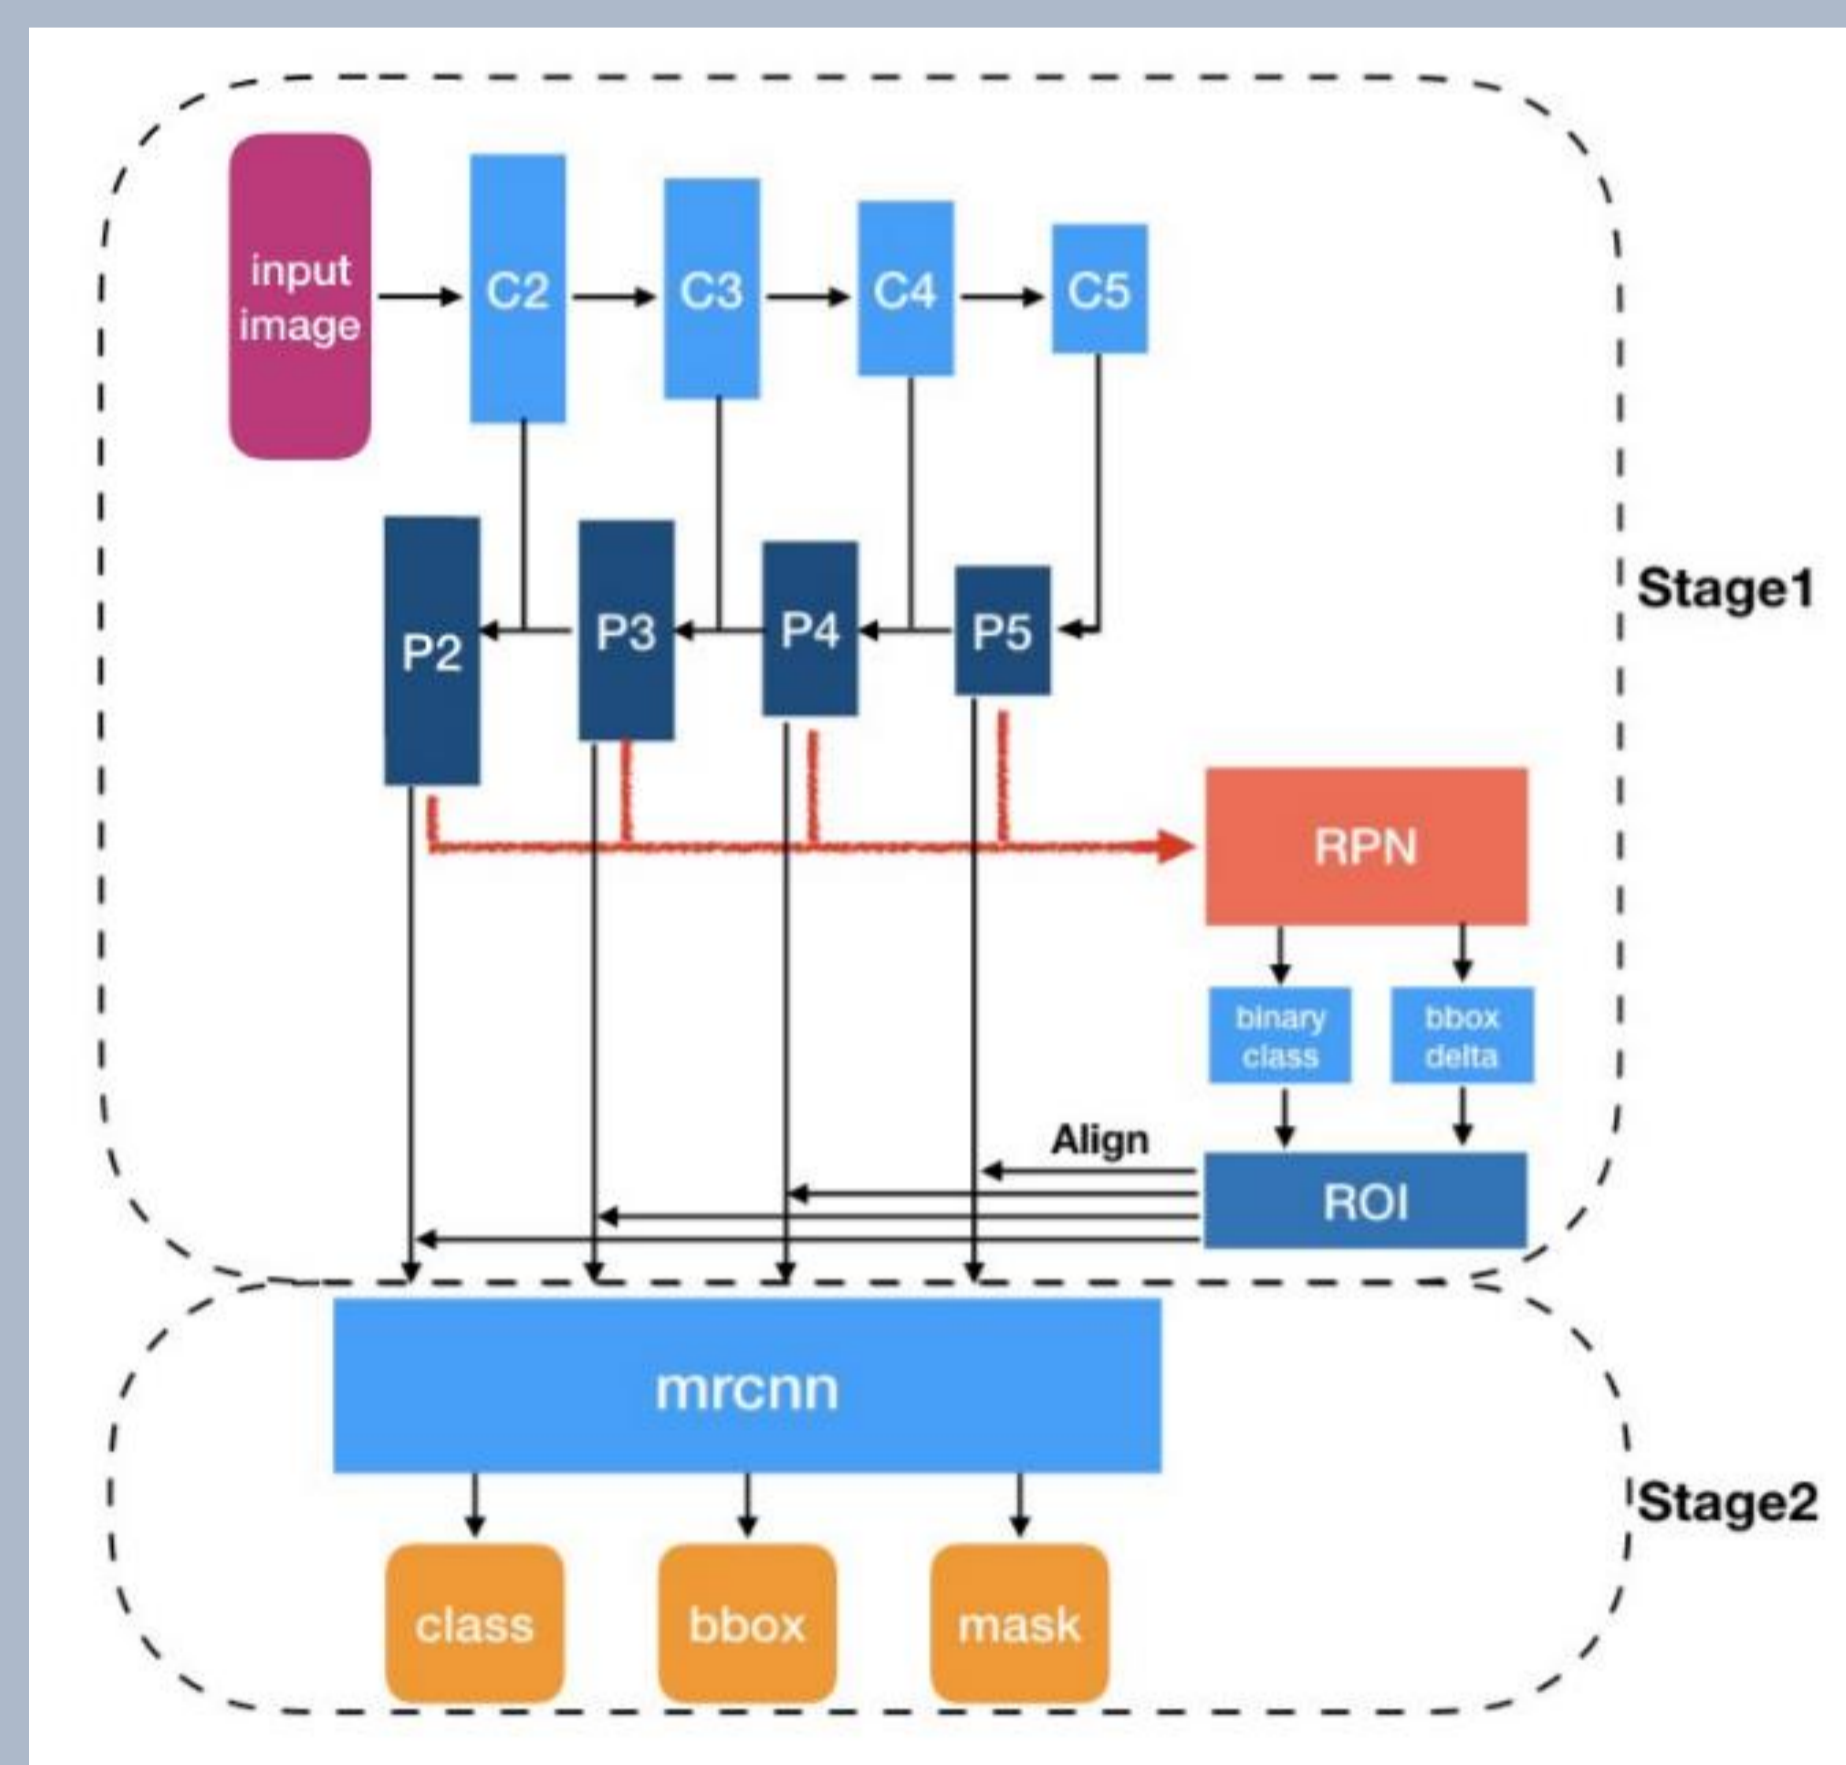 input
image
C2
C3
C4
C5
P2
P3
P4
P5
Stage1
RPN
binary
class
bbox
delta
Align
ROI
mrcnn
Stage2
class
bbox
mask